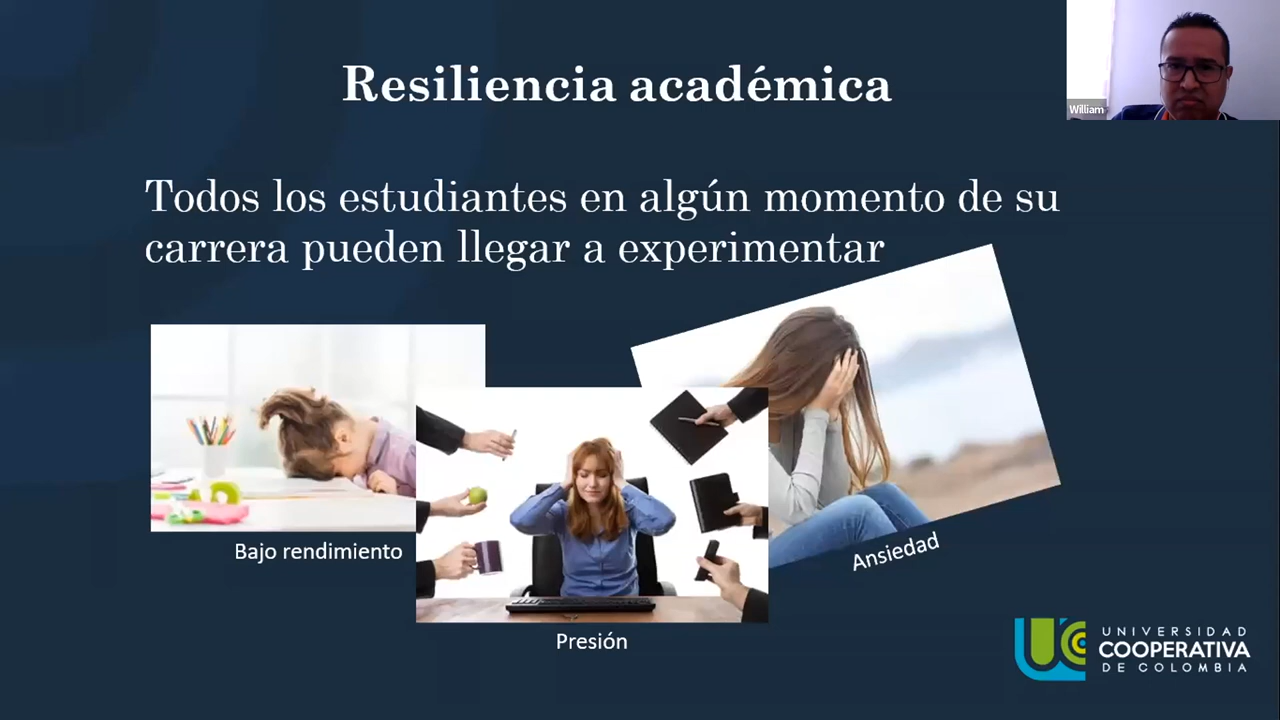 Resiliencia académica
William
Todos los estudiantes en algún momento de su
carrera pueden llegar a experimentar
Bajo rendimiento
Ansiedad
Presión
UNIVERSIDAD
COOPERATIVA
DE COLOMBIA